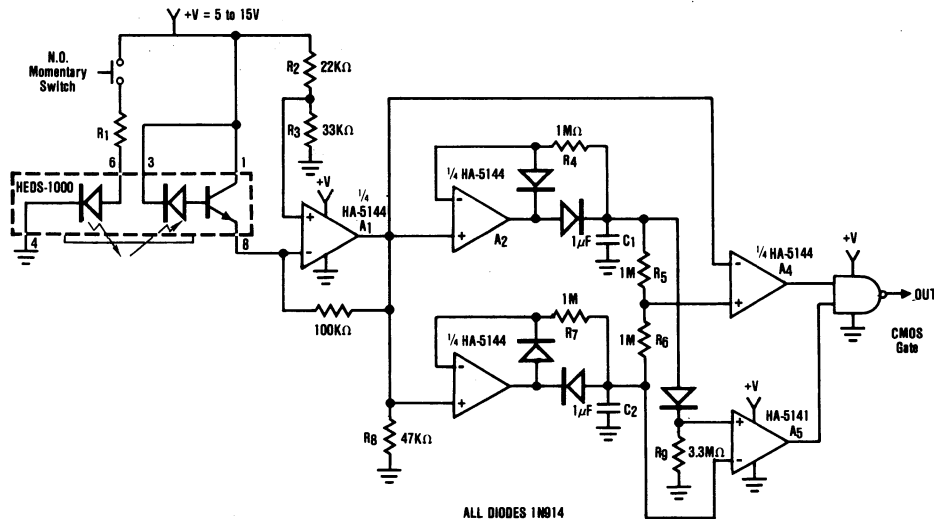 +V = 5 to 15V
N.O.
Momentary
Switch
R1
R2
22KΩ
R3
33KΩ
6
3
1
HEDS-1000
4
8
+V
+
-
¼
HA-5144
A1
100KΩ
R8
47KΩ
¼ HA-5144
-
+
A2
1MΩ
R4
1µF
C1
1M
R5
1M
R6
¼ HA-5144
-
+
1M
R7
1µF
C2
¼ HA-5144
A4
-
+
+V
OUT
CMOS
Gate
+V
HA-5141
A5
+
-
R9
3.3MΩ
ALL DIODES 1N914